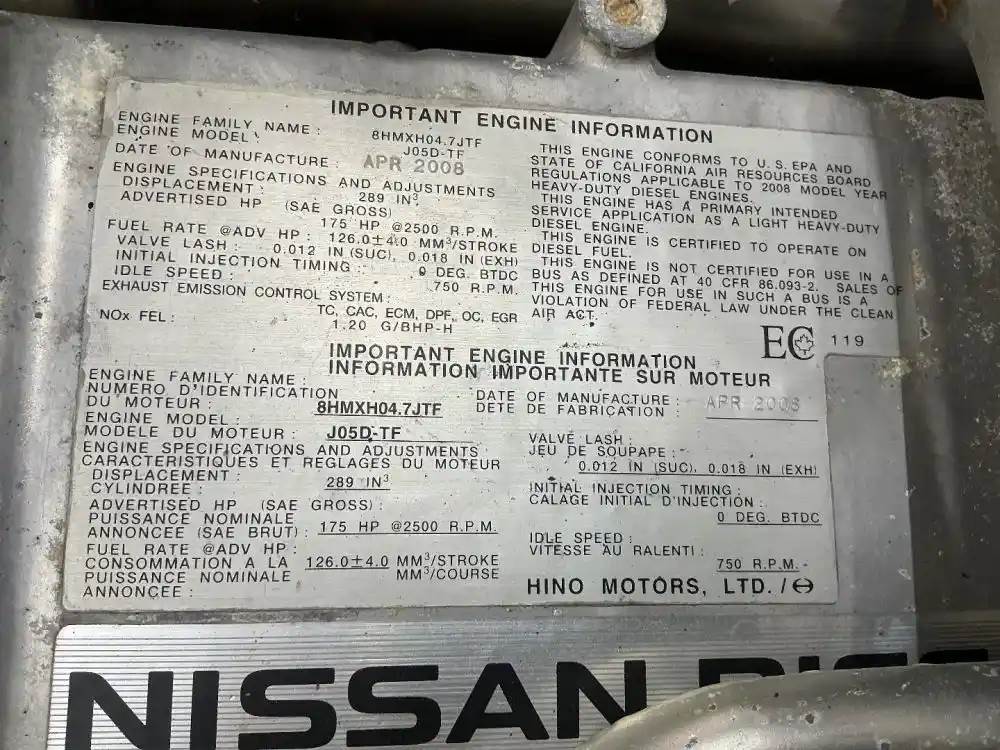 IMPORTANT ENGINE INFORMATION
ENGINE FAMILY NAME : 8HMXH04.7JTF
ENGINE MODEL : J05D-TF
DATE OF MANUFACTURE : APR 2008
ENGINE SPECIFICATIONS AND ADJUSTMENTS
DISPLACEMENT : 289 IN³
ADVERTISED HP (SAE GROSS)
175 HP @2500 R.P.M.
FUEL RATE @ADV HP : 126.0±4.0 MM³/STROKE
VALVE LASH : 0.012 IN (SUC), 0.018 IN (EXH)
INITIAL INJECTION TIMING : 0 DEG. BTDC
IDLE SPEED : 750 R.P.M.
EXHAUST EMISSION CONTROL SYSTEM :
TC, CAC, ECM, DPF, OC, EGR
NOx FEL : 1.20 G/BHP-H
THIS ENGINE CONFORMS TO U.S. EPA AND
STATE OF CALIFORNIA AIR RESOURCES BOARD
REGULATIONS APPLICABLE TO 2008 MODEL YEAR
HEAVY-DUTY DIESEL ENGINES.
THIS ENGINE HAS A PRIMARY INTENDED
SERVICE APPLICATION AS A LIGHT HEAVY-DUTY
DIESEL ENGINE.
THIS ENGINE IS CERTIFIED TO OPERATE ON
DIESEL FUEL.
THIS ENGINE IS NOT CERTIFIED FOR USE IN A
BUS AS DEFINED AT 40 CFR 86.093-2. SALES OF
THIS ENGINE FOR USE IN SUCH A BUS IS A
VIOLATION OF FEDERAL LAW UNDER THE CLEAN
AIR ACT.
EC 119
IMPORTANT ENGINE INFORMATION
INFORMATION IMPORTANTE SUR MOTEUR
ENGINE FAMILY NAME :
NUMERO D'IDENTIFICATION
DU MOTEUR : 8HMXH04.7JTF
ENGINE MODEL :
MODELE DU MOTEUR : J05D-TF
ENGINE SPECIFICATIONS AND ADJUSTMENTS
CARACTERISTIQUES ET REGLAGES DU MOTEUR
DISPLACEMENT :
CYLINDREE : 289 IN³
ADVERTISED HP (SAE GROSS) :
PUISSANCE NOMINALE
ANNONCEE (SAE BRUT) : 175 HP @2500 R.P.M.
FUEL RATE @ADV HP :
CONSOMMATION A LA 126.0±4.0 MM³/STROKE
PUISSANCE NOMINALE MM³/COURSE
ANNONCEE :
DATE OF MANUFACTURE :
DETE DE FABRICATION : APR 2008
VALVE LASH :
JEU DE SOUPAPE :
0.012 IN (SUC), 0.018 IN (EXH)
INITIAL INJECTION TIMING :
CALAGE INITIAL D'INJECTION :
0 DEG. BTDC
IDLE SPEED :
VITESSE AU RALENTI :
750 R.P.M.
HINO MOTORS, LTD. /
NISSAN